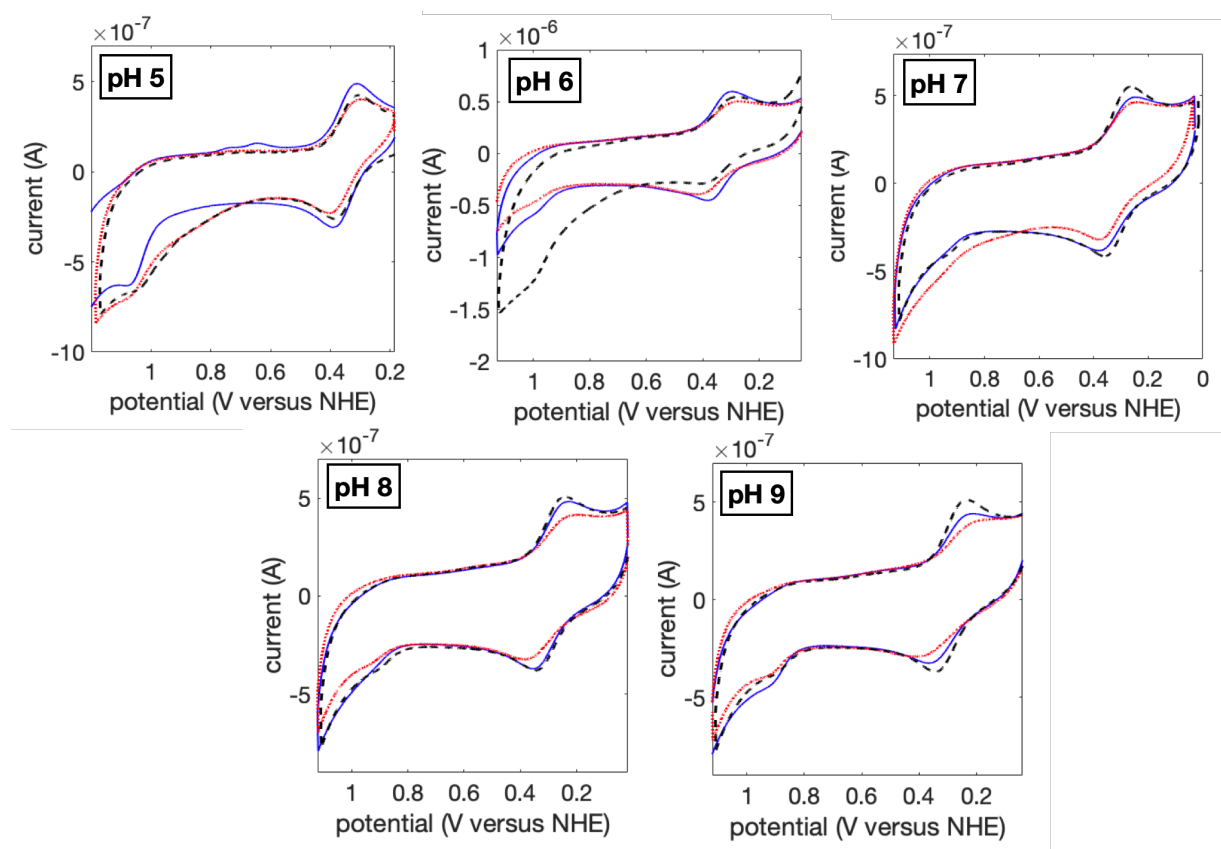 ×10-7
pH 5
5
0
-5
-10
current (A)
1 0.8 0.6 0.4 0.2
potential (V versus NHE)
×10-6
pH 6
1
0.5
0
-0.5
-1
-1.5
-2
current (A)
1 0.8 0.6 0.4 0.2
potential (V versus NHE)
×10-7
pH 7
5
0
-5
-10
current (A)
1 0.8 0.6 0.4 0.2 0
potential (V versus NHE)
×10-7
pH 8
5
0
-5
current (A)
1 0.8 0.6 0.4 0.2
potential (V versus NHE)
×10-7
pH 9
5
0
-5
current (A)
1 0.8 0.6 0.4 0.2
potential (V versus NHE)